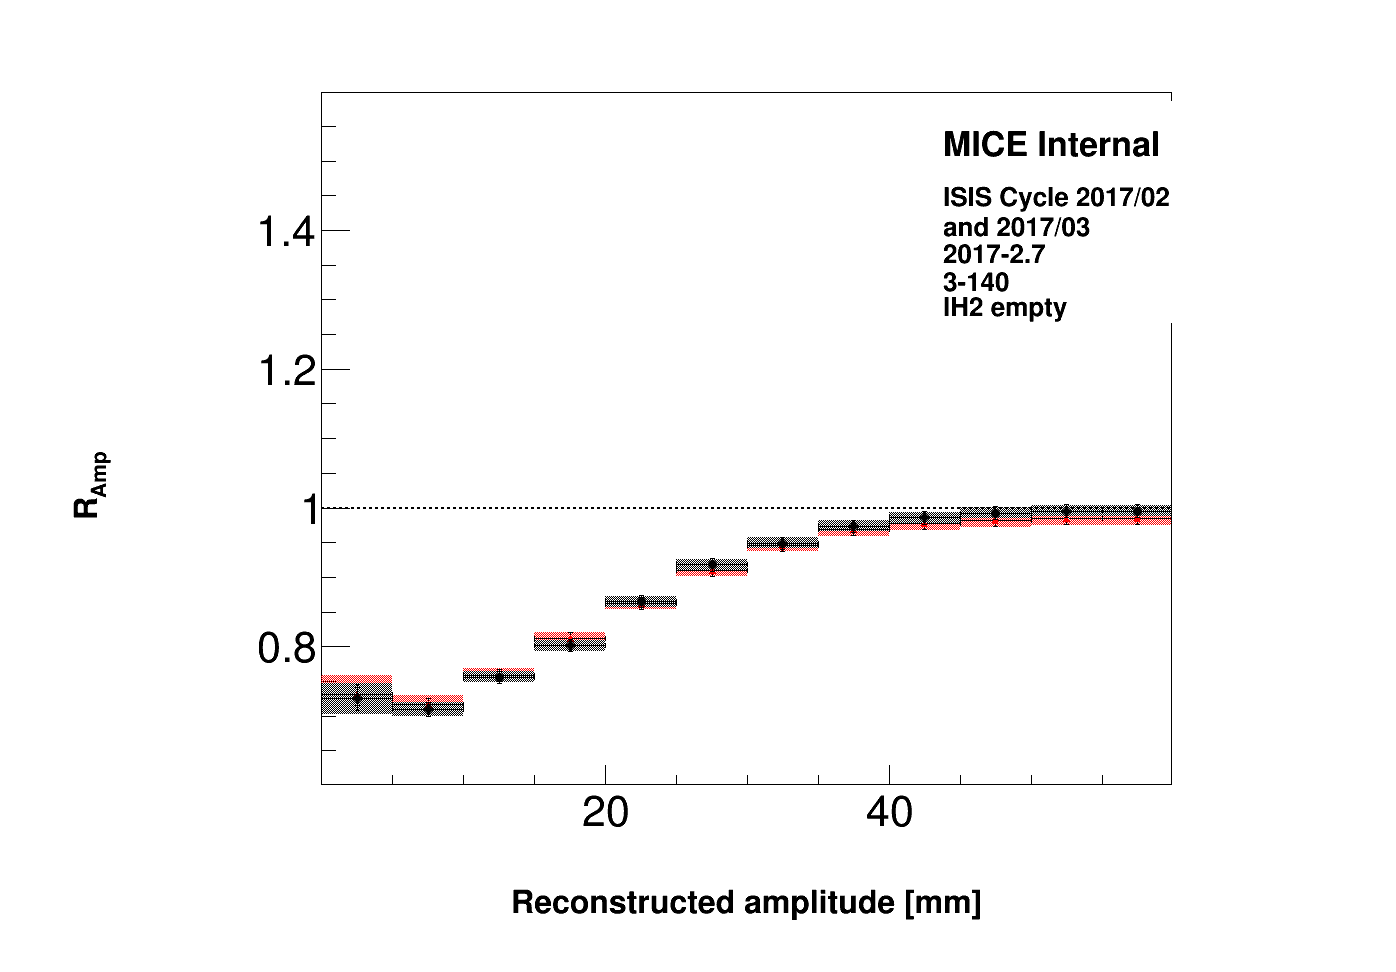 MICE Internal
ISIS Cycle 2017/02
and 2017/03
2017-2.7
3-140
IH2 empty
1.4
1.2
1
0.8
R_Amp
20 40
Reconstructed amplitude [mm]